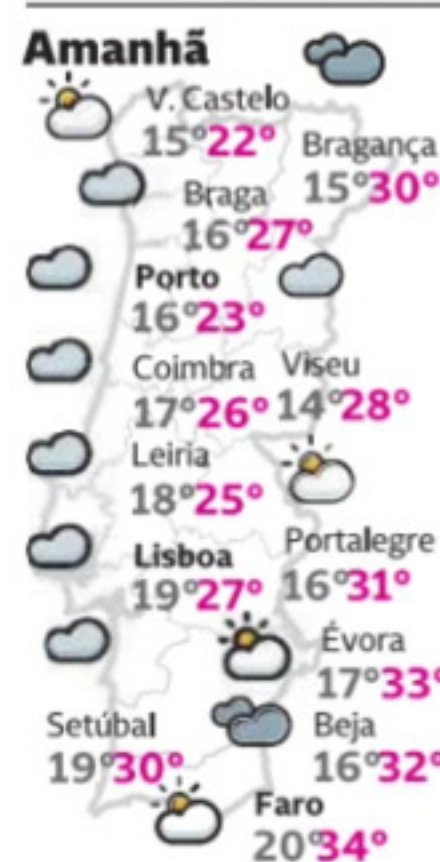 Amanhã
V. Castelo
15° 22°
Bragança
15° 30°
Braga
16° 27°
Porto
16° 23°
Coimbra
17° 26°
Viseu
14° 28°
Leiria
18° 25°
Lisboa
19° 27°
Portalegre
16° 31°
Évora
17° 33°
Setúbal
19° 30°
Beja
16° 32°
Faro
20° 34°